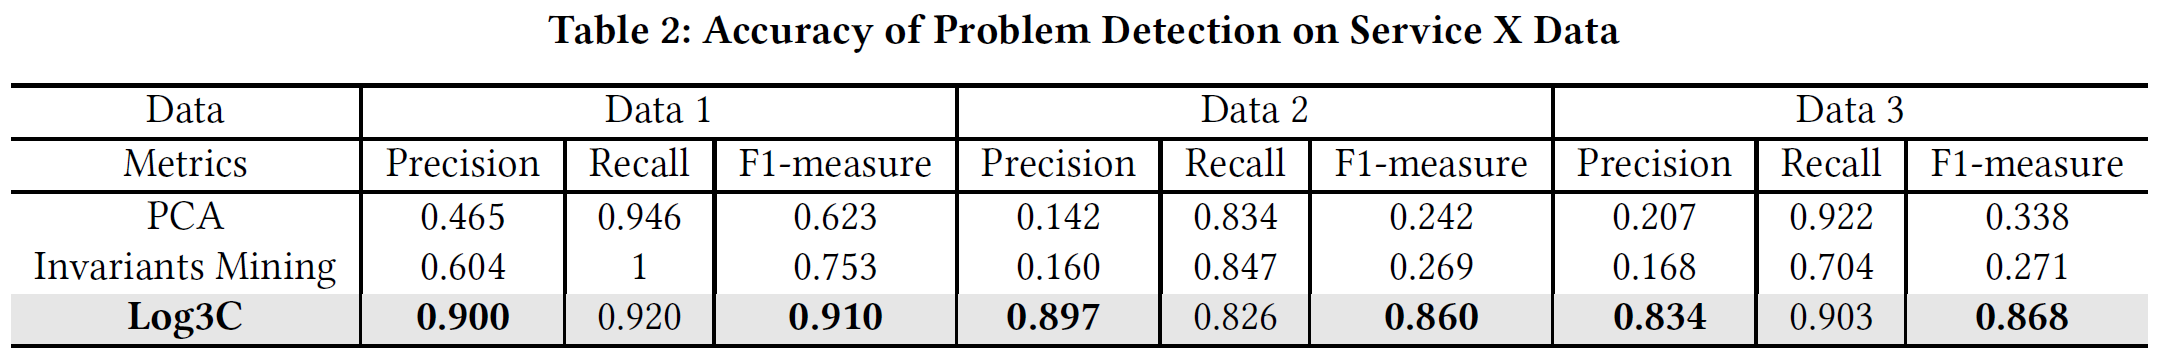 Table 2: Accuracy of Problem Detection on Service X Data
Data Data 1 Data 2 Data 3
Metrics Precision Recall F1-measure Precision Recall F1-measure Precision Recall F1-measure
PCA 0.465 0.946 0.623 0.142 0.834 0.242 0.207 0.922 0.338
Invariants Mining 0.604 1 0.753 0.160 0.847 0.269 0.168 0.704 0.271
Log3C 0.900 0.920 0.910 0.897 0.826 0.860 0.834 0.903 0.868